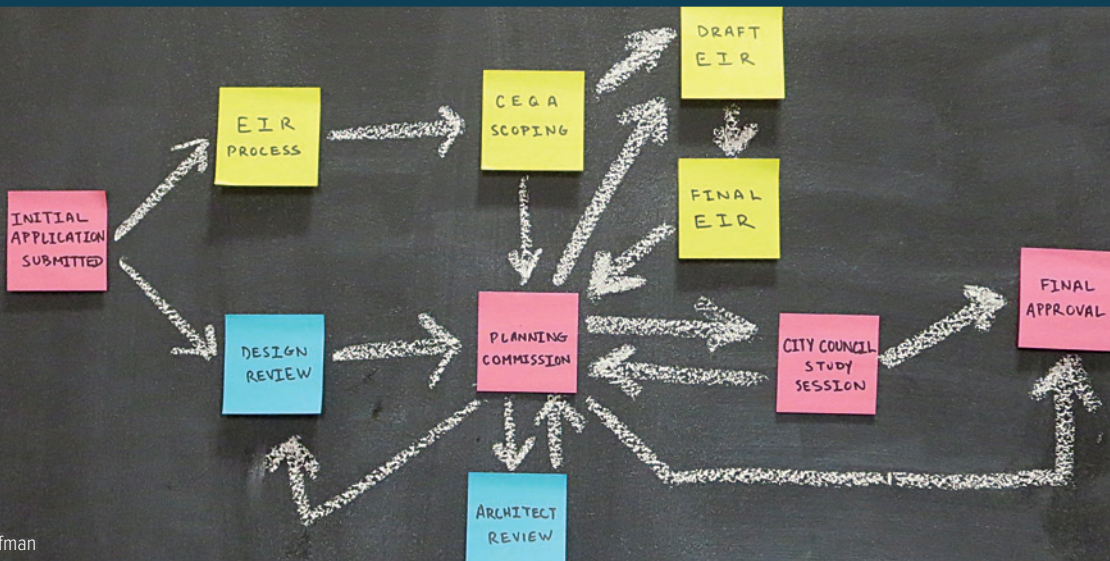 DRAFT
EIR
EIR
PROCESS
CEQA
SCOPING
INITIAL
APPLICATION
SUBMITTED
FINAL
EIR
FINAL
APPROVAL
DESIGN
REVIEW
PLANNING
COMMISSION
CITY COUNCIL
STUDY
SESSION
ARCHITECT
REVIEW